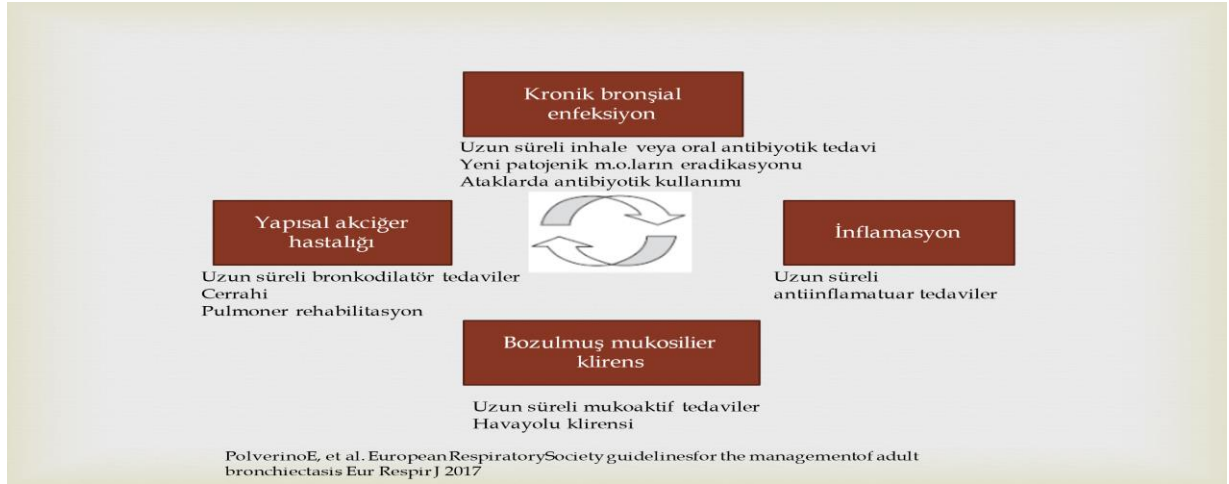 Kronik bronşial
enfeksiyon
Uzun süreli inhale veya oral antibiyotik tedavi
Yeni patojenik m.o.ların eradikasyonu
Ataklarda antibiyotik kullanımı
Yapısal akciğer
hastalığı
Uzun süreli bronkodilatör tedaviler
Cerrahi
Pulmoner rehabilitasyon
İnflamasyon
Uzun süreli
antiinflamatuar tedaviler
Bozulmuş mukosilier
klirens
Uzun süreli mukoaktif tedaviler
Havayolu klirensi
PolverinoE, et al. EuropeanRespiratorySociety guidelinesfor the managementof adult
bronchiectasis Eur Respir J 2017